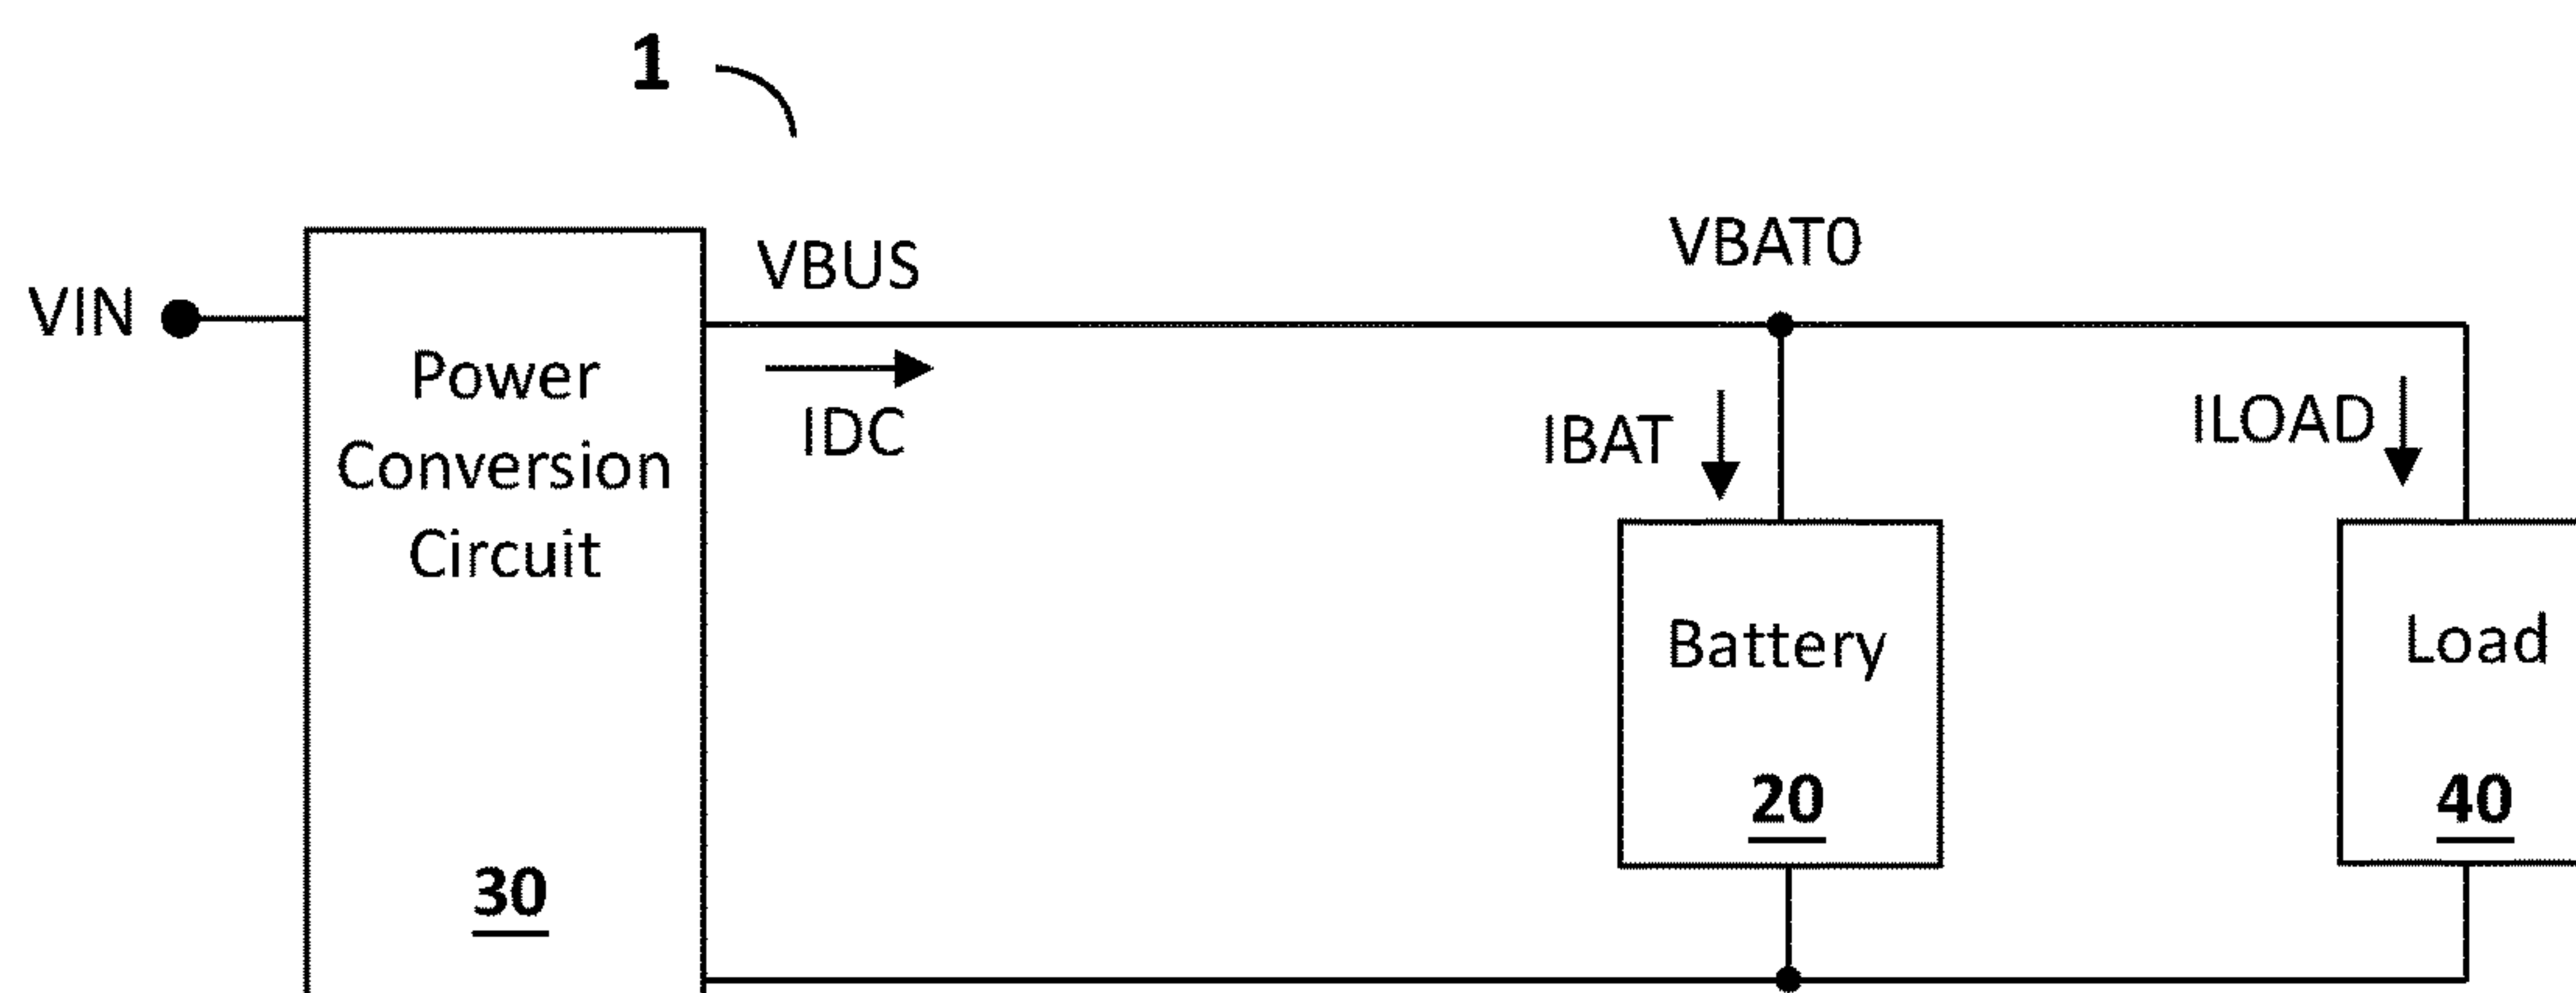 1
VIN
VBUS
VBAT0
IDC
IBAT
ILOAD
Power
Conversion
Circuit
30
Battery
20
Load
40